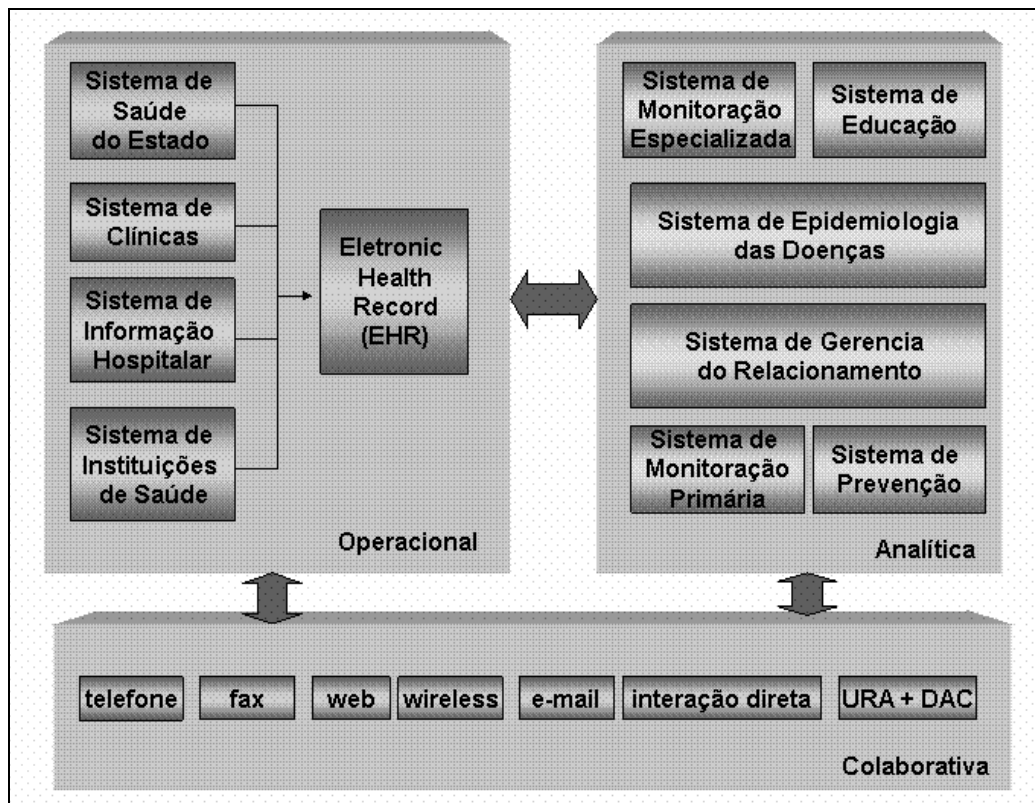 Sistema de
Saúde
do Estado
Sistema de
Clínicas
Sistema de
Informação
Hospitalar
Sistema de
Instituições
de Saúde
Eletronic
Health
Record
(EHR)
Operacional
Sistema de
Monitoração
Especializada
Sistema de
Educação
Sistema de Epidemiologia
das Doenças
Sistema de Gerencia
do Relacionamento
Sistema de
Monitoração
Primária
Sistema de
Prevenção
Analítica
telefone
fax
web
wireless
e-mail
interação direta
URA + DAC
Colaborativa